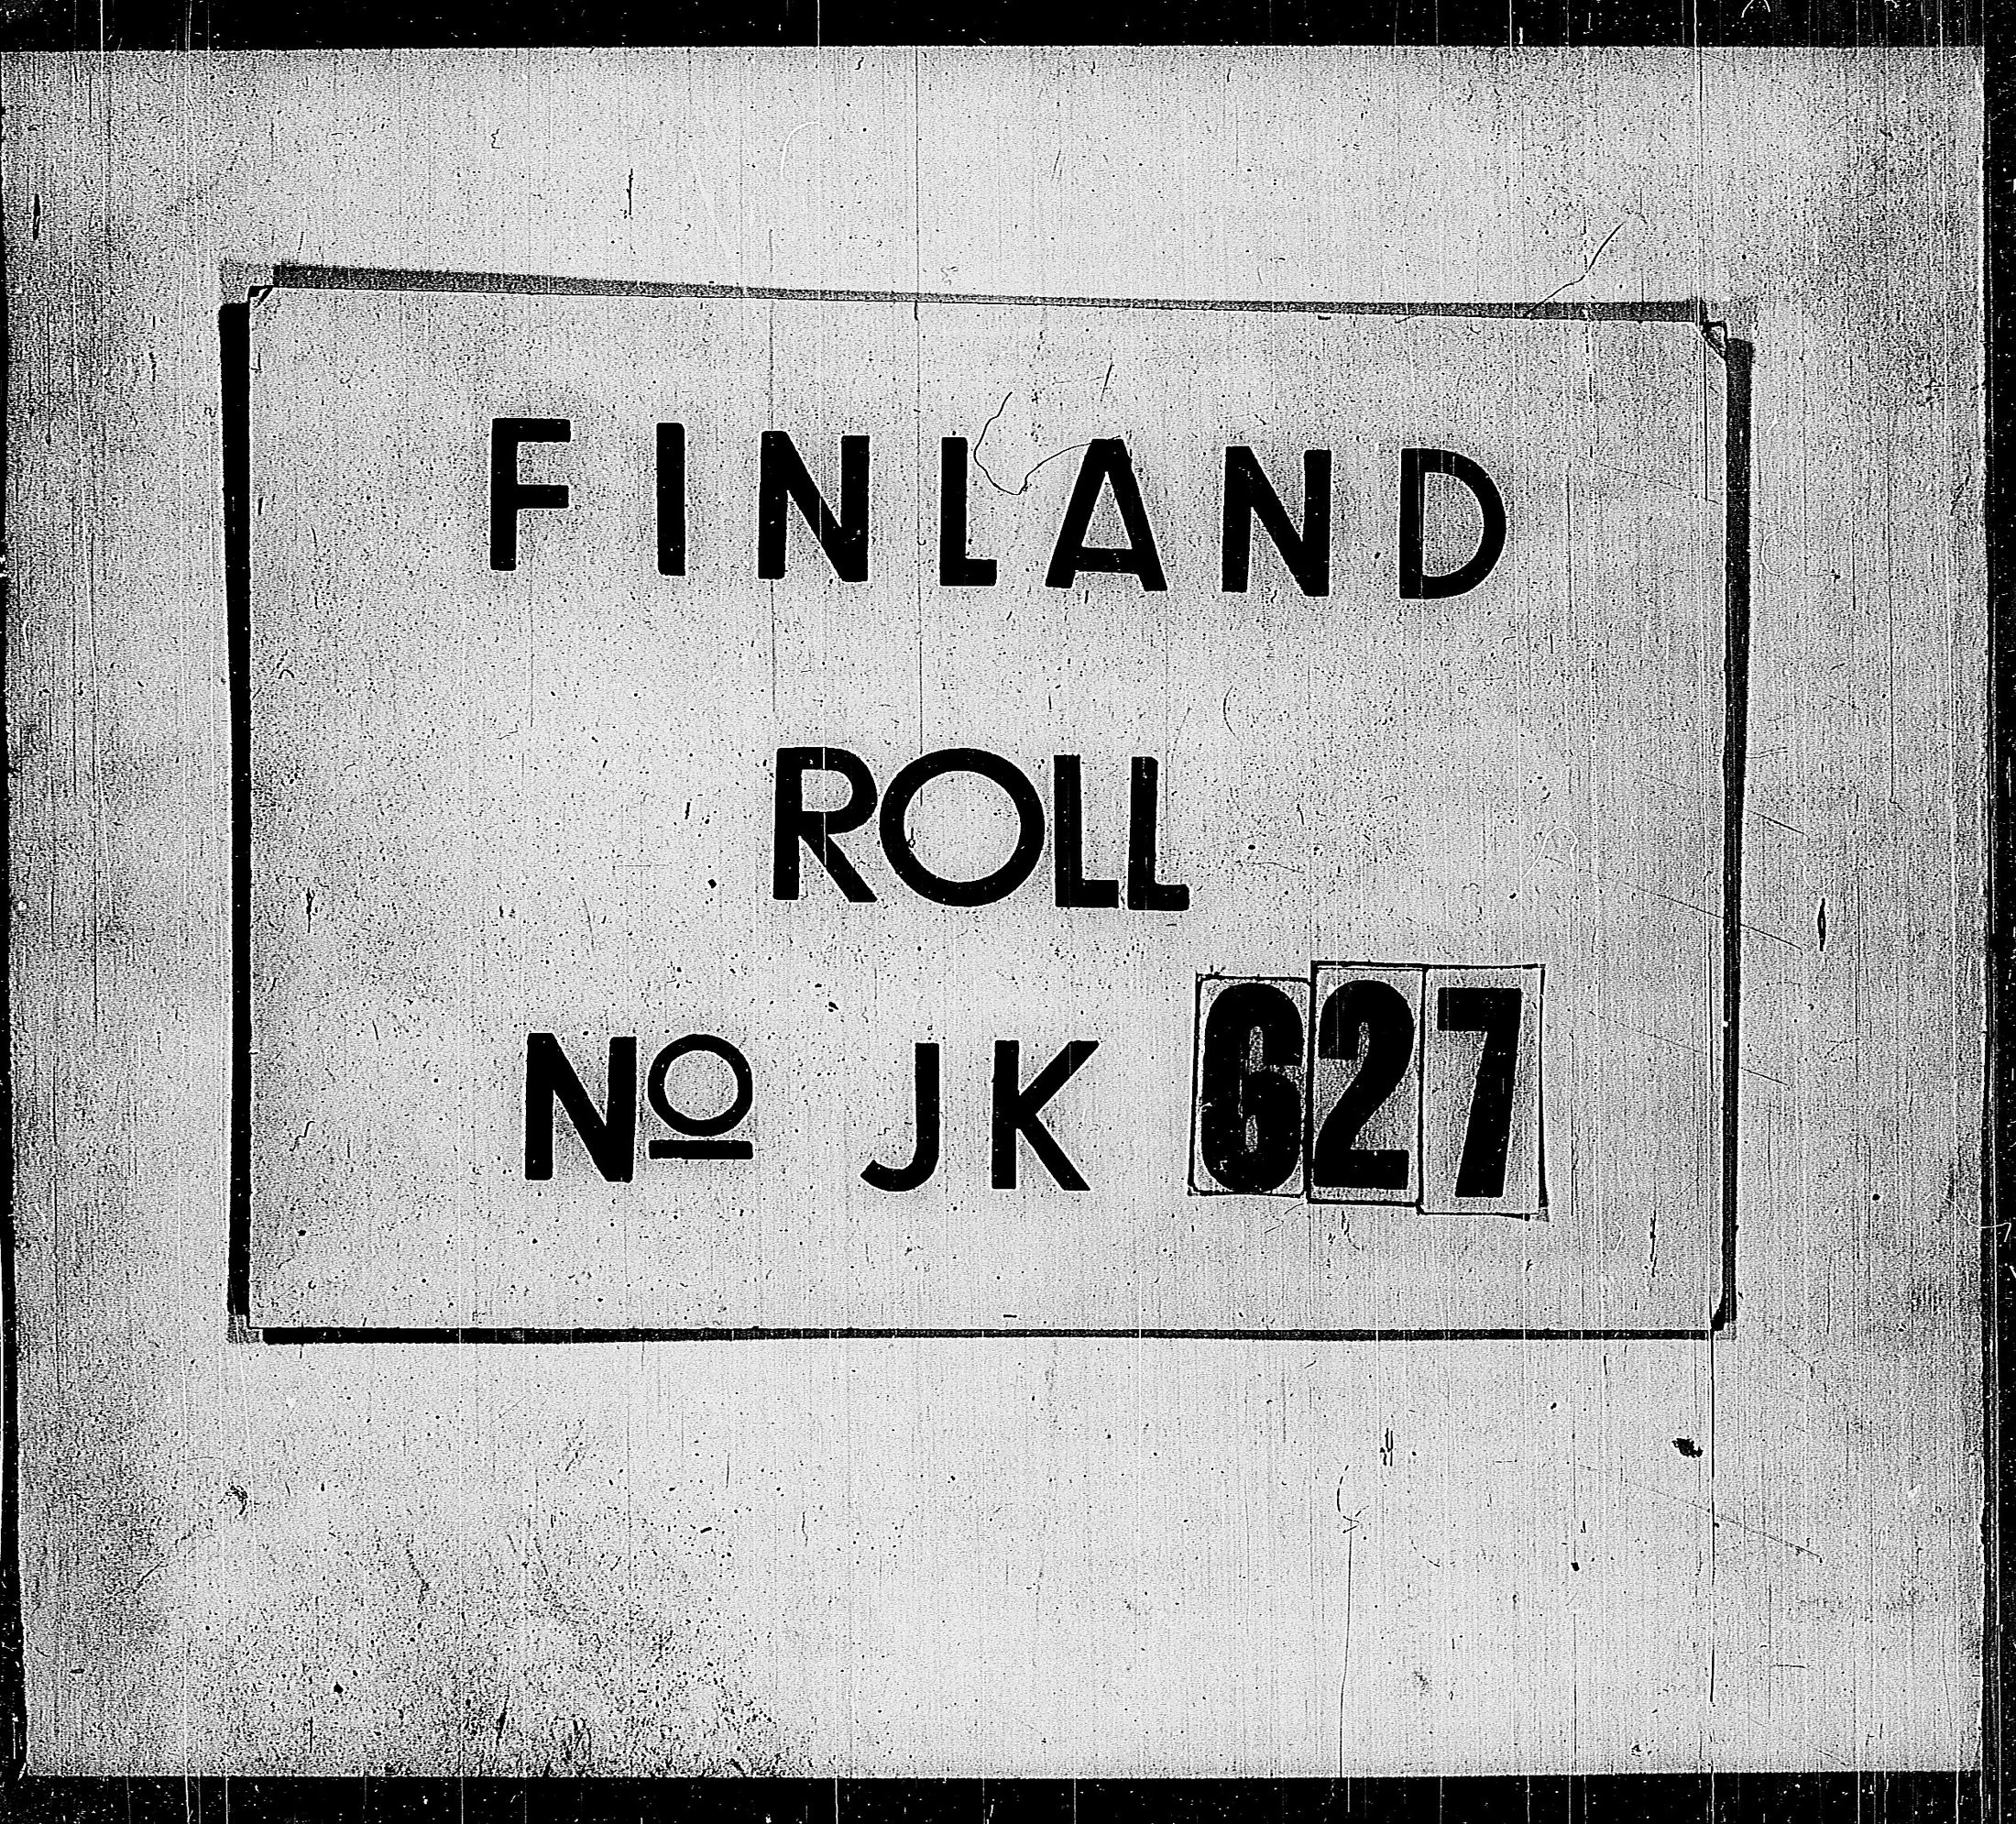 FINLAND
ROLL
Nº JK 627